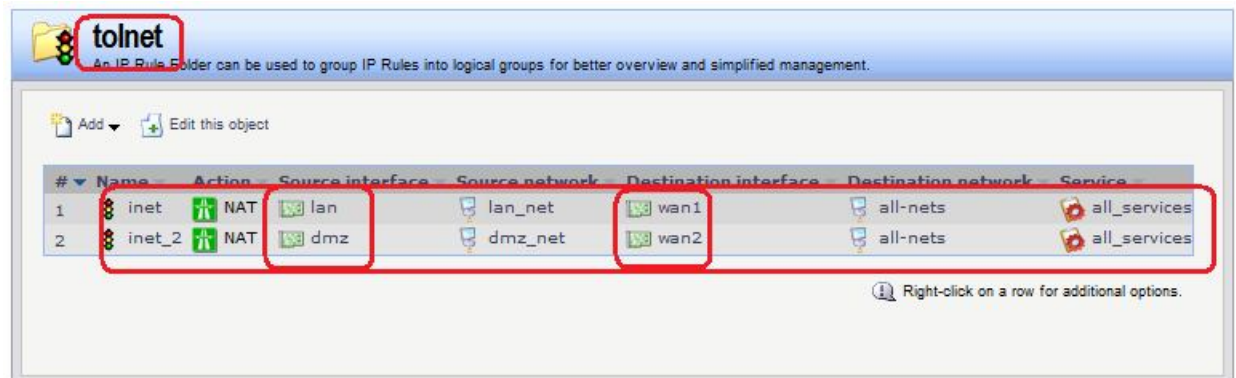 tolnet
An IP Rule Folder can be used to group IP Rules into logical groups for better overview and simplified management.
Add Edit this object
# Name Action Source interface Source network Destination interface Destination network Service
1 inet NAT lan lan_net wan1 all-nets all_services
2 inet_2 NAT dmz dmz_net wan2 all-nets all_services
Right-click on a row for additional options.